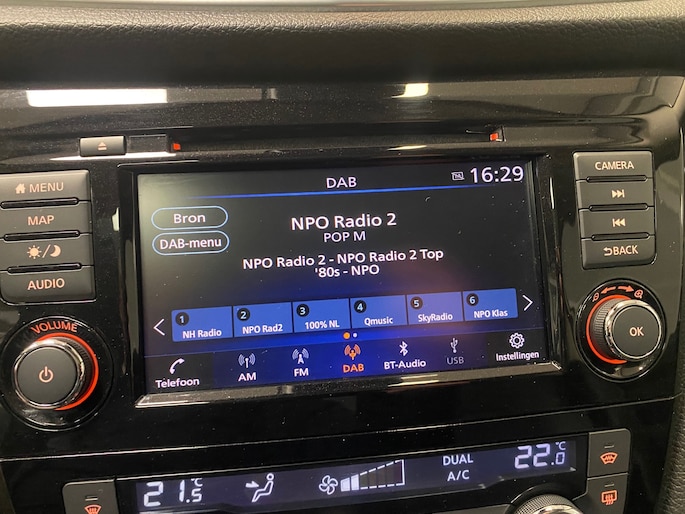 DAB
16:29
MENU
MAP
AUDIO
VOLUME
Bron
DAB-menu
NPO Radio 2
POP M
NPO Radio 2 - NPO Radio 2 Top
'80s - NPO
1 NH Radio
2 NPO Rad2
3 100% NL
4 Qmusic
5 SkyRadio
6 NPO Klas
Telefoon
AM
FM
DAB
BT-Audio
USB
Instellingen
CAMERA
BACK
OK
21.5°C
DUAL
A/C
22.0°C